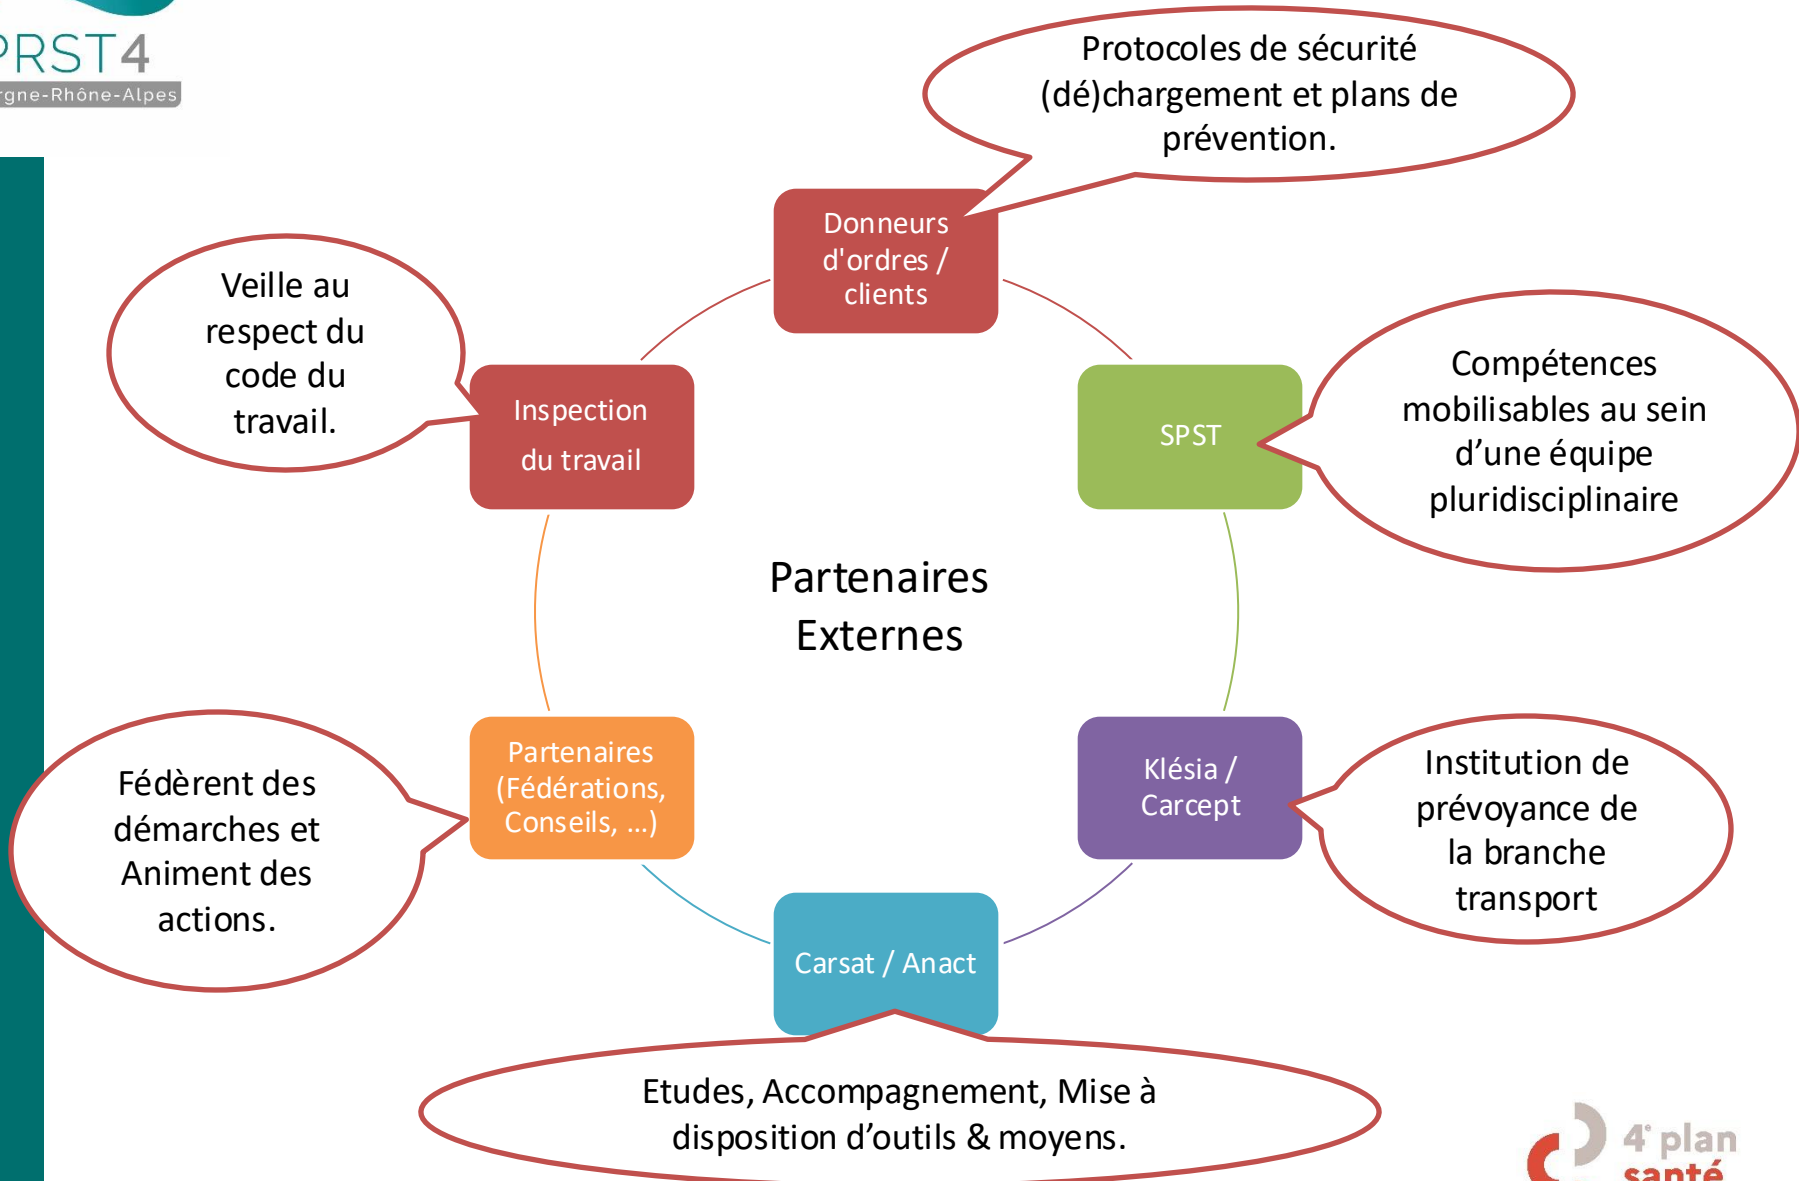 PRST4
rgne-Rhône-Alpes
Protocoles de sécurité
(dé)chargement et plans de
prévention.
Donneurs
d'ordres /
clients
Veille au
respect du
code du
travail.
Inspection
du travail
SPST
Compétences
mobilisables au sein
d’une équipe
pluridisciplinaire
Partenaires
Externes
Partenaires
(Fédérations,
Conseils, ...)
Fédèrent des
démarches et
Animent des
actions.
Klésia /
Carcept
Institution de
prévoyance de
la branche
transport
Carsat / Anact
Etudes, Accompagnement, Mise à
disposition d’outils & moyens.
4e plan
santé